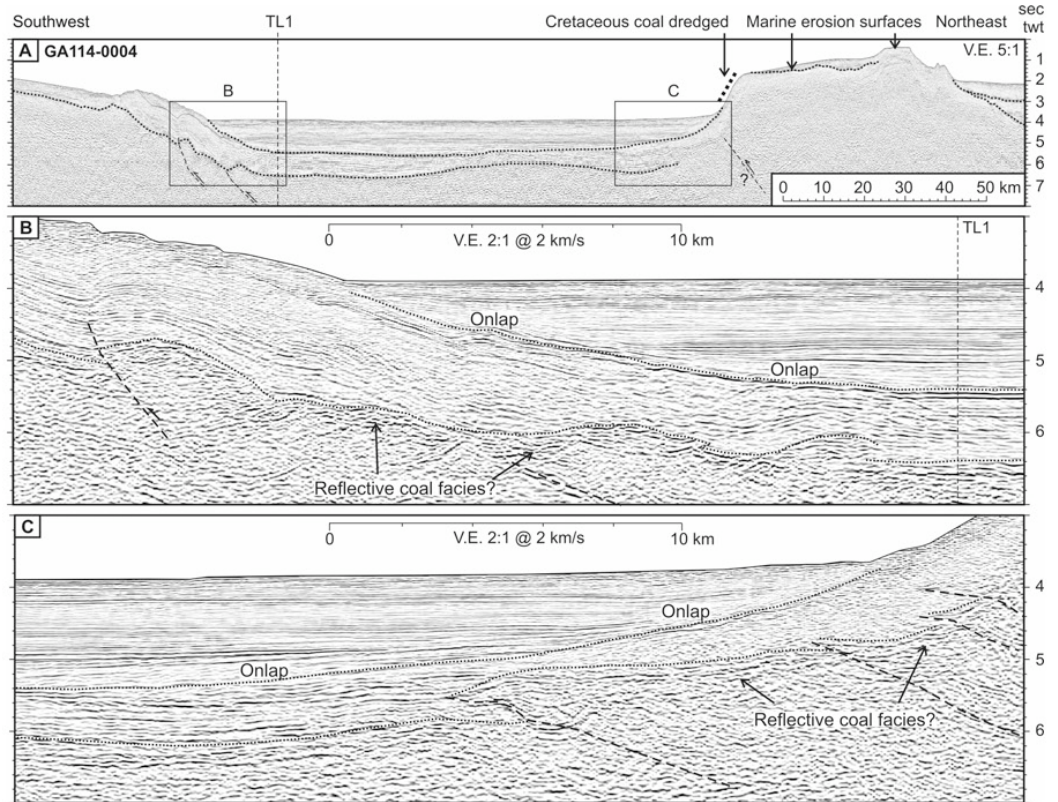 Southwest TL1 Cretaceous coal dredged Marine erosion surfaces Northeast sec
twt
A GA114-0004 V.E. 5:1
B C
1
2
3
4
5
6
7
?
0 10 20 30 40 50 km
B
0 V.E. 2:1 @ 2 km/s 10 km TL1
4
Onlap
5
Onlap
6
Reflective coal facies?
C
0 V.E. 2:1 @ 2 km/s 10 km
4
Onlap
Onlap
5
Reflective coal facies?
6